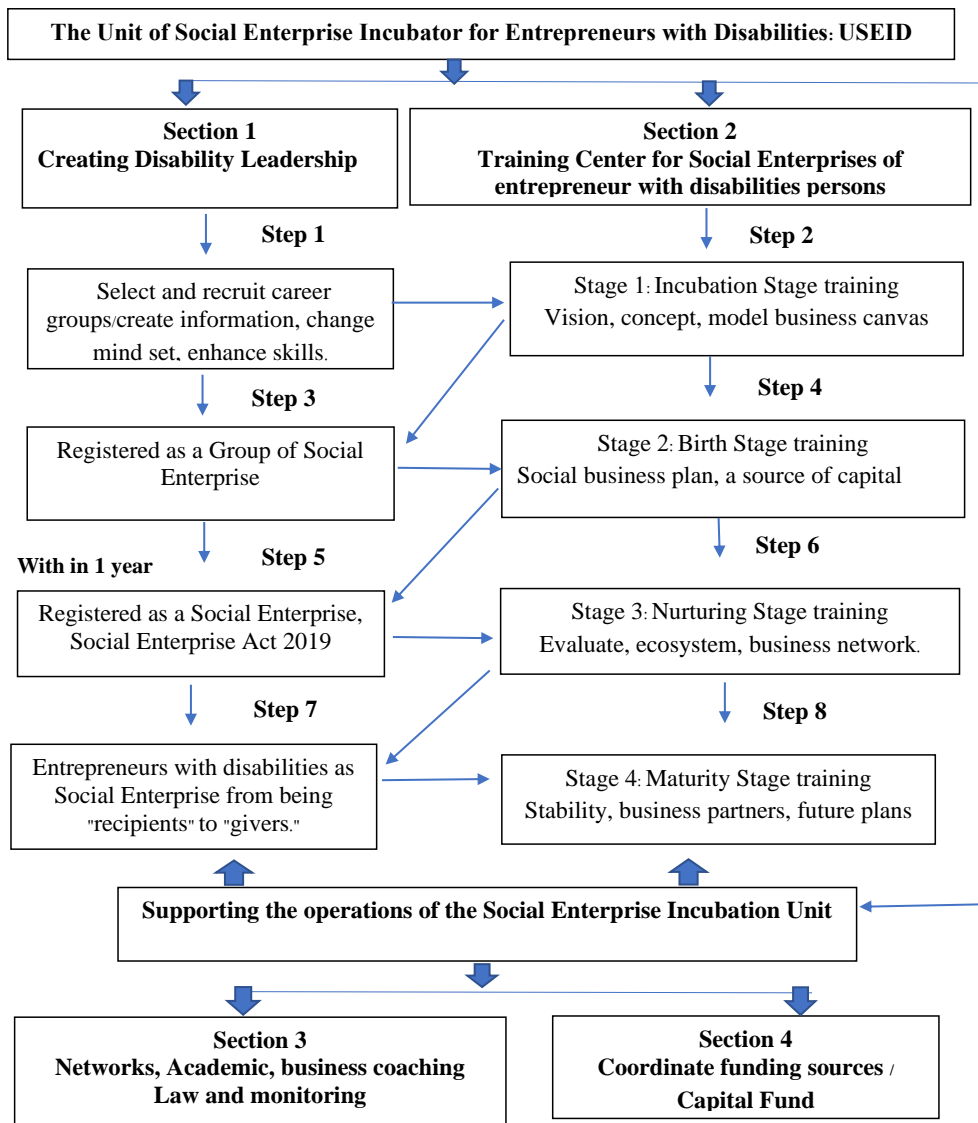 The Unit of Social Enterprise Incubator for Entrepreneurs with Disabilities: USEID
Section 1
Creating Disability Leadership
Section 2
Training Center for Social Enterprises of
entrepreneur with disabilities persons
Step 1
Step 2
Select and recruit career
groups/create information, change
mind set, enhance skills.
Stage 1: Incubation Stage training
Vision, concept, model business canvas
Step 3
Step 4
Registered as a Group of Social
Enterprise
Stage 2: Birth Stage training
Social business plan, a source of capital
Step 5
Step 6
With in 1 year
Registered as a Social Enterprise,
Social Enterprise Act 2019
Stage 3: Nurturing Stage training
Evaluate, ecosystem, business network.
Step 7
Step 8
Entrepreneurs with disabilities as
Social Enterprise from being
"recipients" to "givers."
Stage 4: Maturity Stage training
Stability, business partners, future plans
Supporting the operations of the Social Enterprise Incubation Unit
Section 3
Networks, Academic, business coaching
Law and monitoring
Section 4
Coordinate funding sources /
Capital Fund